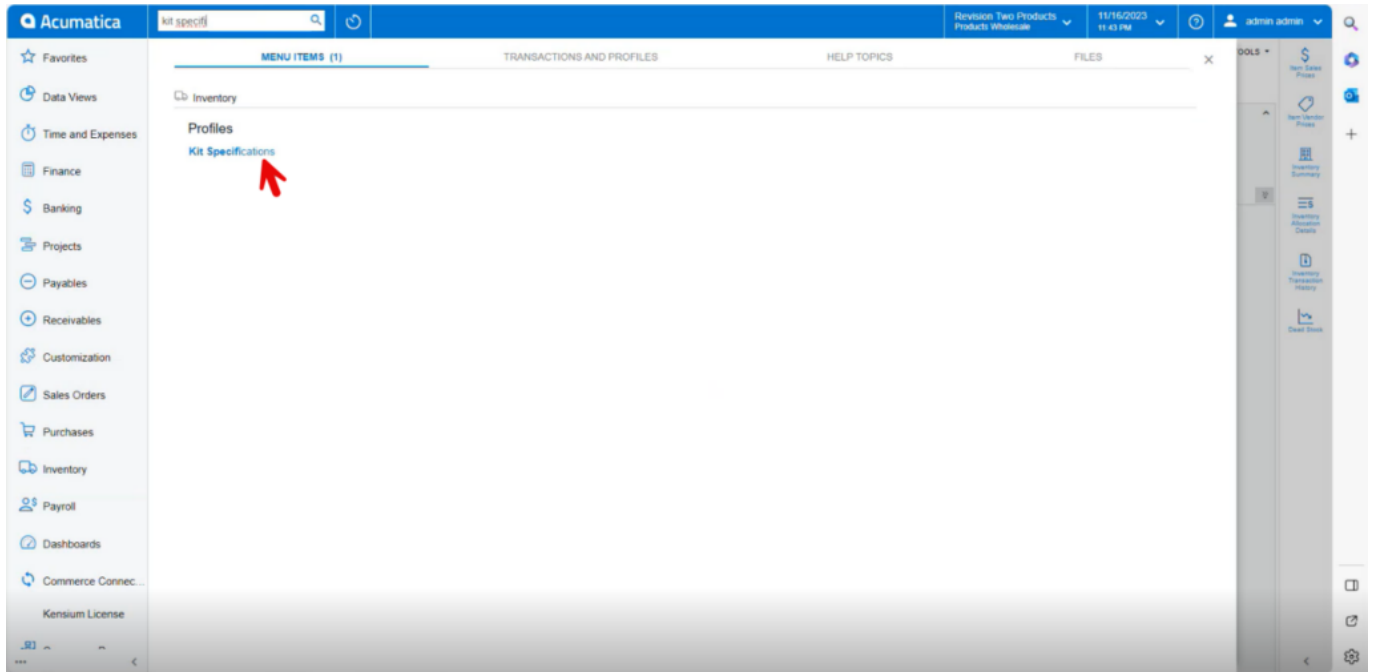 Acumatica
kit specifi
Revision Two Products
Products Wholesale
11/16/2023
11:43 PM
admin admin
Favorites
Data Views
Time and Expenses
Finance
Banking
Projects
Payables
Receivables
Customization
Sales Orders
Purchases
Inventory
Payroll
Dashboards
Commerce Connec...
Kensium License
MENU ITEMS (1)
TRANSACTIONS AND PROFILES
HELP TOPICS
FILES
Inventory
Profiles
Kit Specifications
OOLS
Item Sales
Prices
Item Vendor
Prices
Inventory
Summary
Inventory
Allocation
Details
Inventory
Transaction
History
Dead Stock